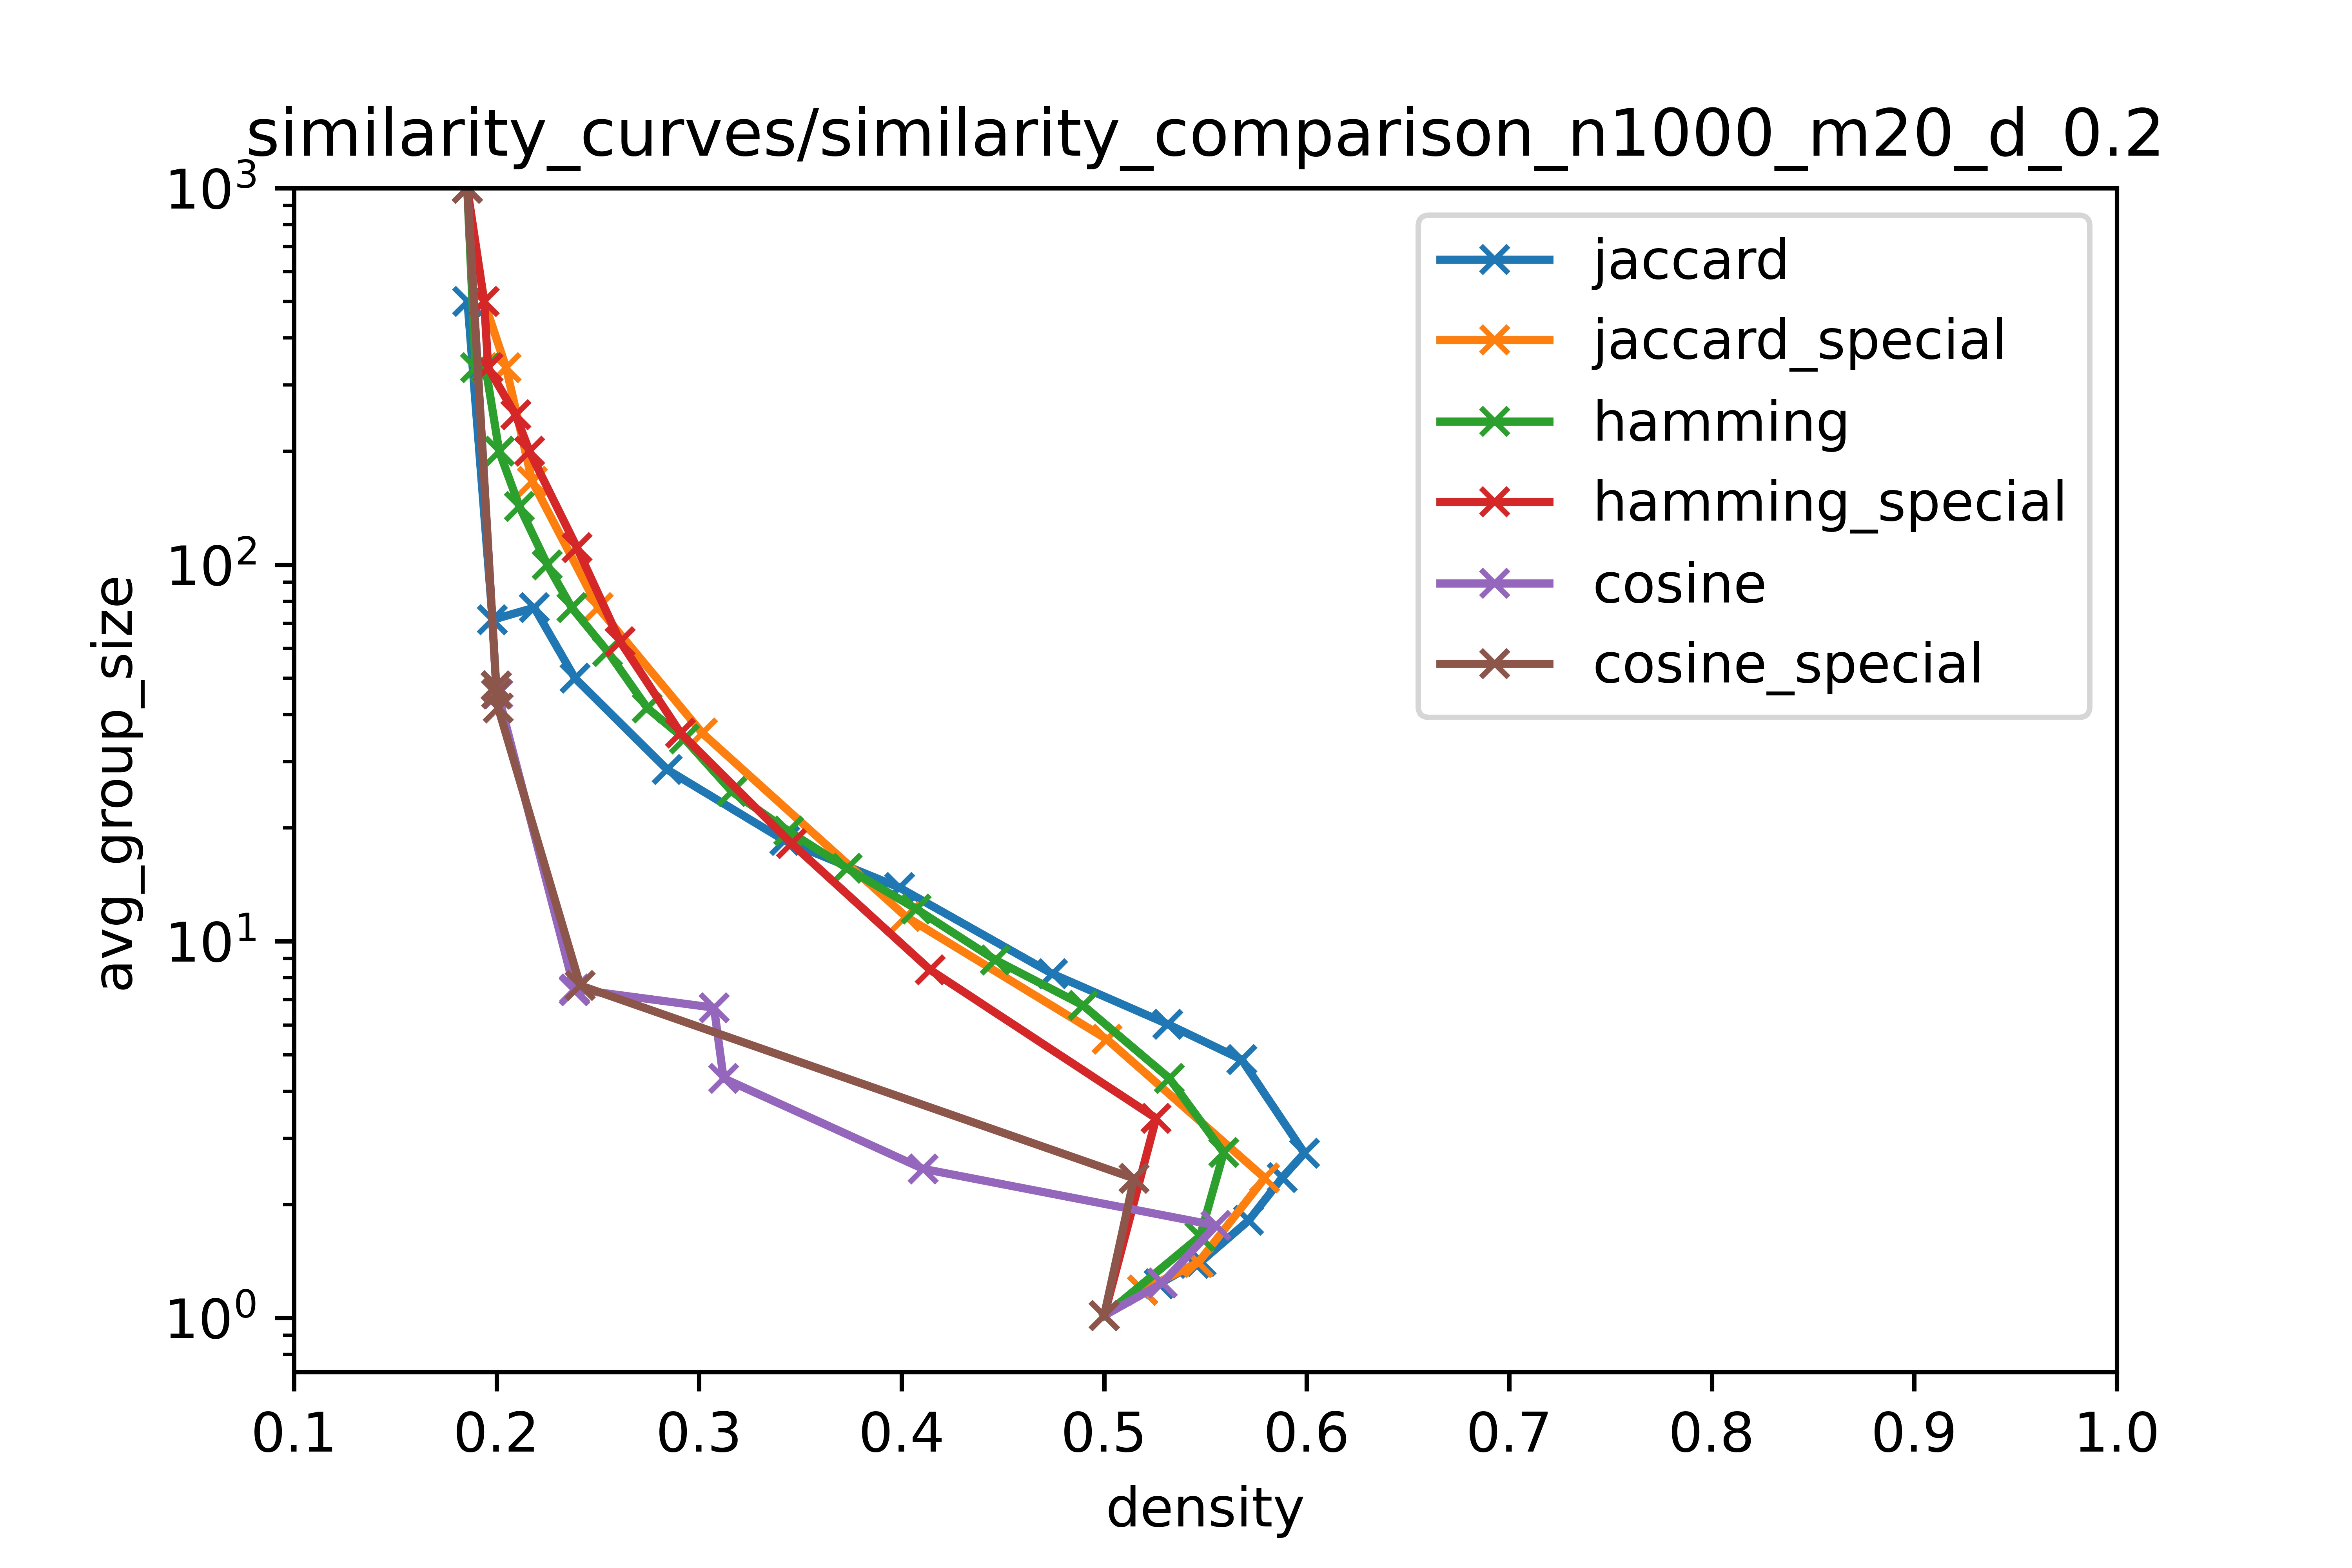 similarity_curves/similarity_comparison_n1000_m20_d_0.2
10³
10²
10¹
10⁰
avg_group_size
jaccard
jaccard_special
hamming
hamming_special
cosine
cosine_special
0.1 0.2 0.3 0.4 0.5 0.6 0.7 0.8 0.9 1.0
density